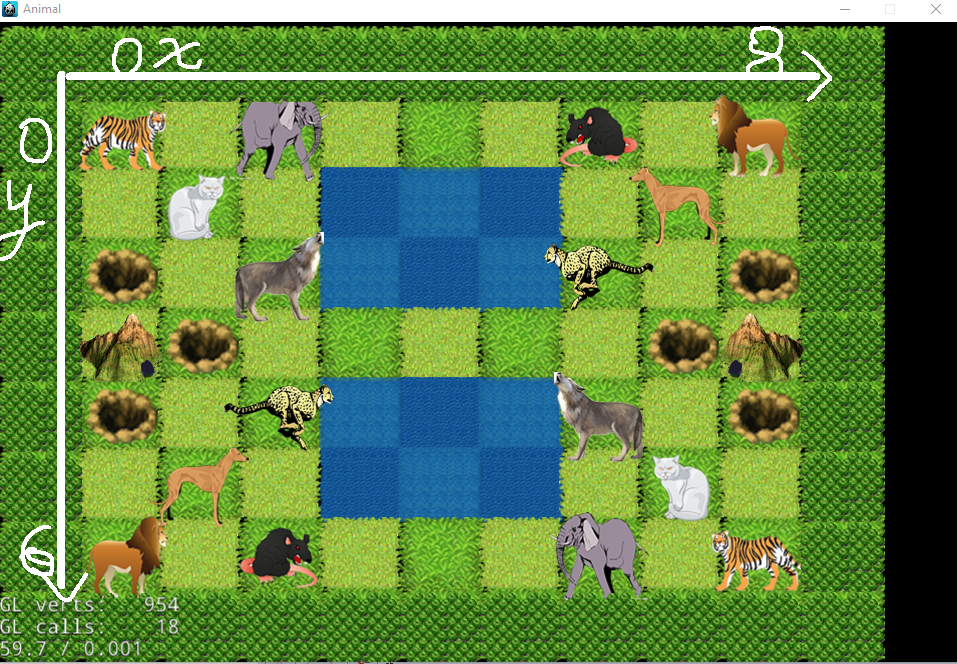 Animal
0 x 8
0
y
6
GL verts: 954
GL calls: 18
59.7 / 0.001